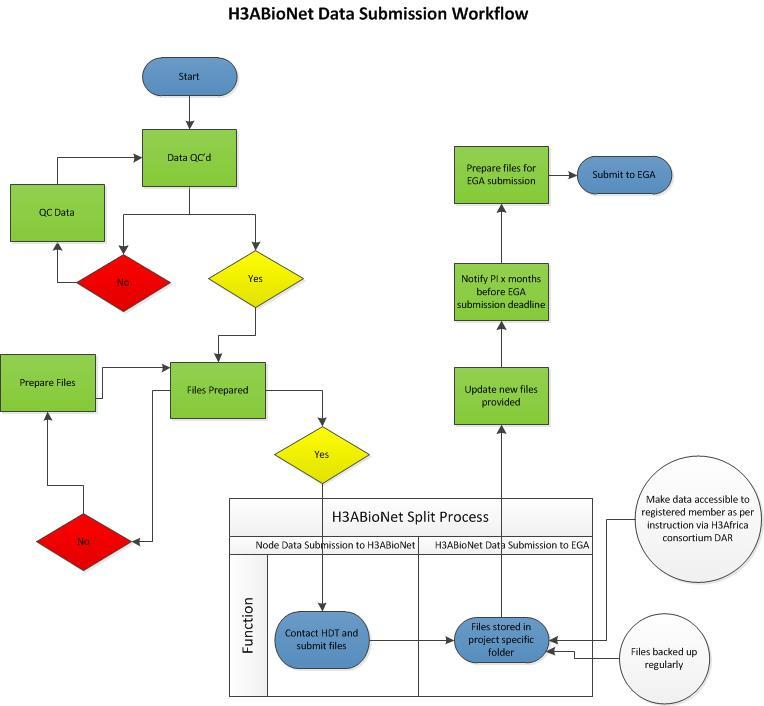 H3ABioNet Data Submission Workflow
Start
Data QC'd
QC Data
No
Yes
Prepare Files
Files Prepared
Yes
No
Prepare files for
EGA submission
Submit to EGA
Notify PI x months
before EGA
submission deadline
Update new files
provided
H3ABioNet Split Process
Node Data Submission to H3ABioNet
H3ABioNet Data Submission to EGA
Function
Contact HDT and
submit files
Files stored in
project specific
folder
Make data accessible to
registered member as per
instruction via H3Africa
consortium DAR
Files backed up
regularly